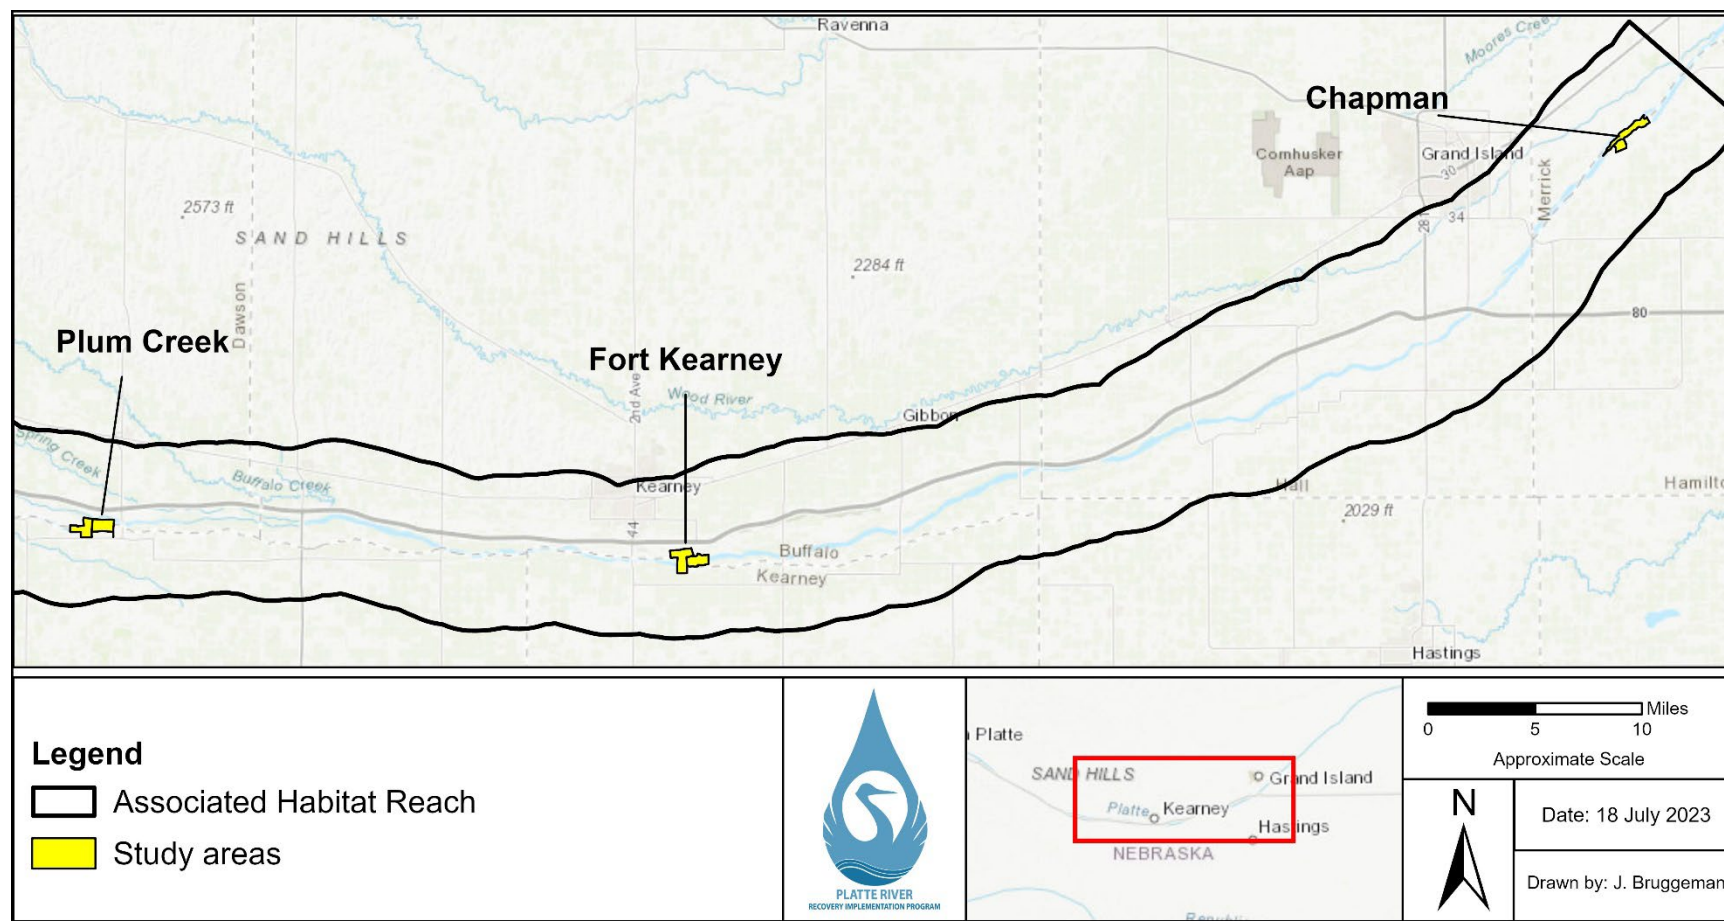 Ravenna
Moores Creek
Chapman
Cornhusker
Aap
Grand Island
30
2573 ft
SAND HILLS
Merrick
281
34
2284 ft
Dawson
80
Plum Creek
Fort Kearney
2nd Ave
Wood River
Gibbon
Spring Creek
Buffalo Creek
Kearney
Hall
Hamilto
2029 ft
44
Buffalo
Kearney
Hastings
Legend
Associated Habitat Reach
Study areas
PLATTE RIVER
RECOVERY IMPLEMENTATION PROGRAM
Platte
SAND HILLS
Grand Island
Platte
Kearney
Hastings
NEBRASKA
Miles
0 5 10
Approximate Scale
N
Date: 18 July 2023
Drawn by: J. Bruggeman